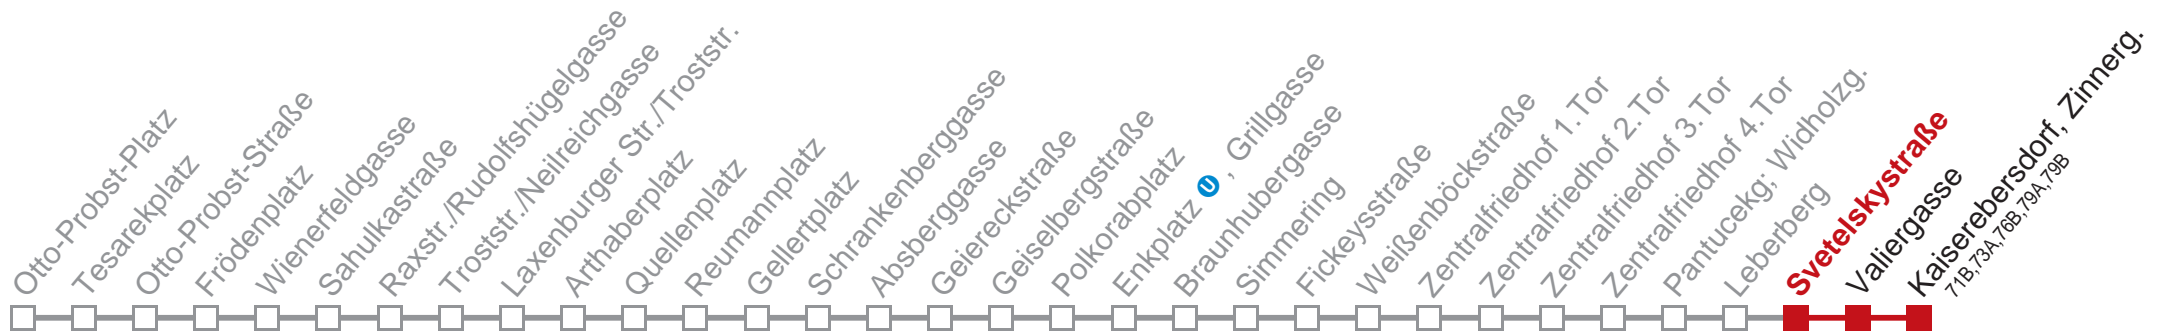 Otto-Probst-Platz
Tesarekplatz
Otto-Probst-Straße
Frödenplatz
Wienerfeldgasse
Sahulkastraße
Raxstr./Rudolfshügelgasse
Troststr./Neilreichgasse
Laxenburger Str./Troststr.
Arthaberplatz
Quellenplatz
Reumannplatz
Gellertplatz
Schrankenberggasse
Absberggasse
Geiereckstraße
Geiselbergstraße
Polkorabplatz
Enkplatz U , Grillgasse
Braunhubergasse
Simmering
Fickeysstraße
Weißenböckstraße
Zentralfriedhof 1.Tor
Zentralfriedhof 2.Tor
Zentralfriedhof 3.Tor
Zentralfriedhof 4.Tor
Pantucekg; Widholzg.
Leberberg
Svetelskystraße
Valiergasse
Kaiserebersdorf, Zinnerg.
71B,73A,76B,79A,79B